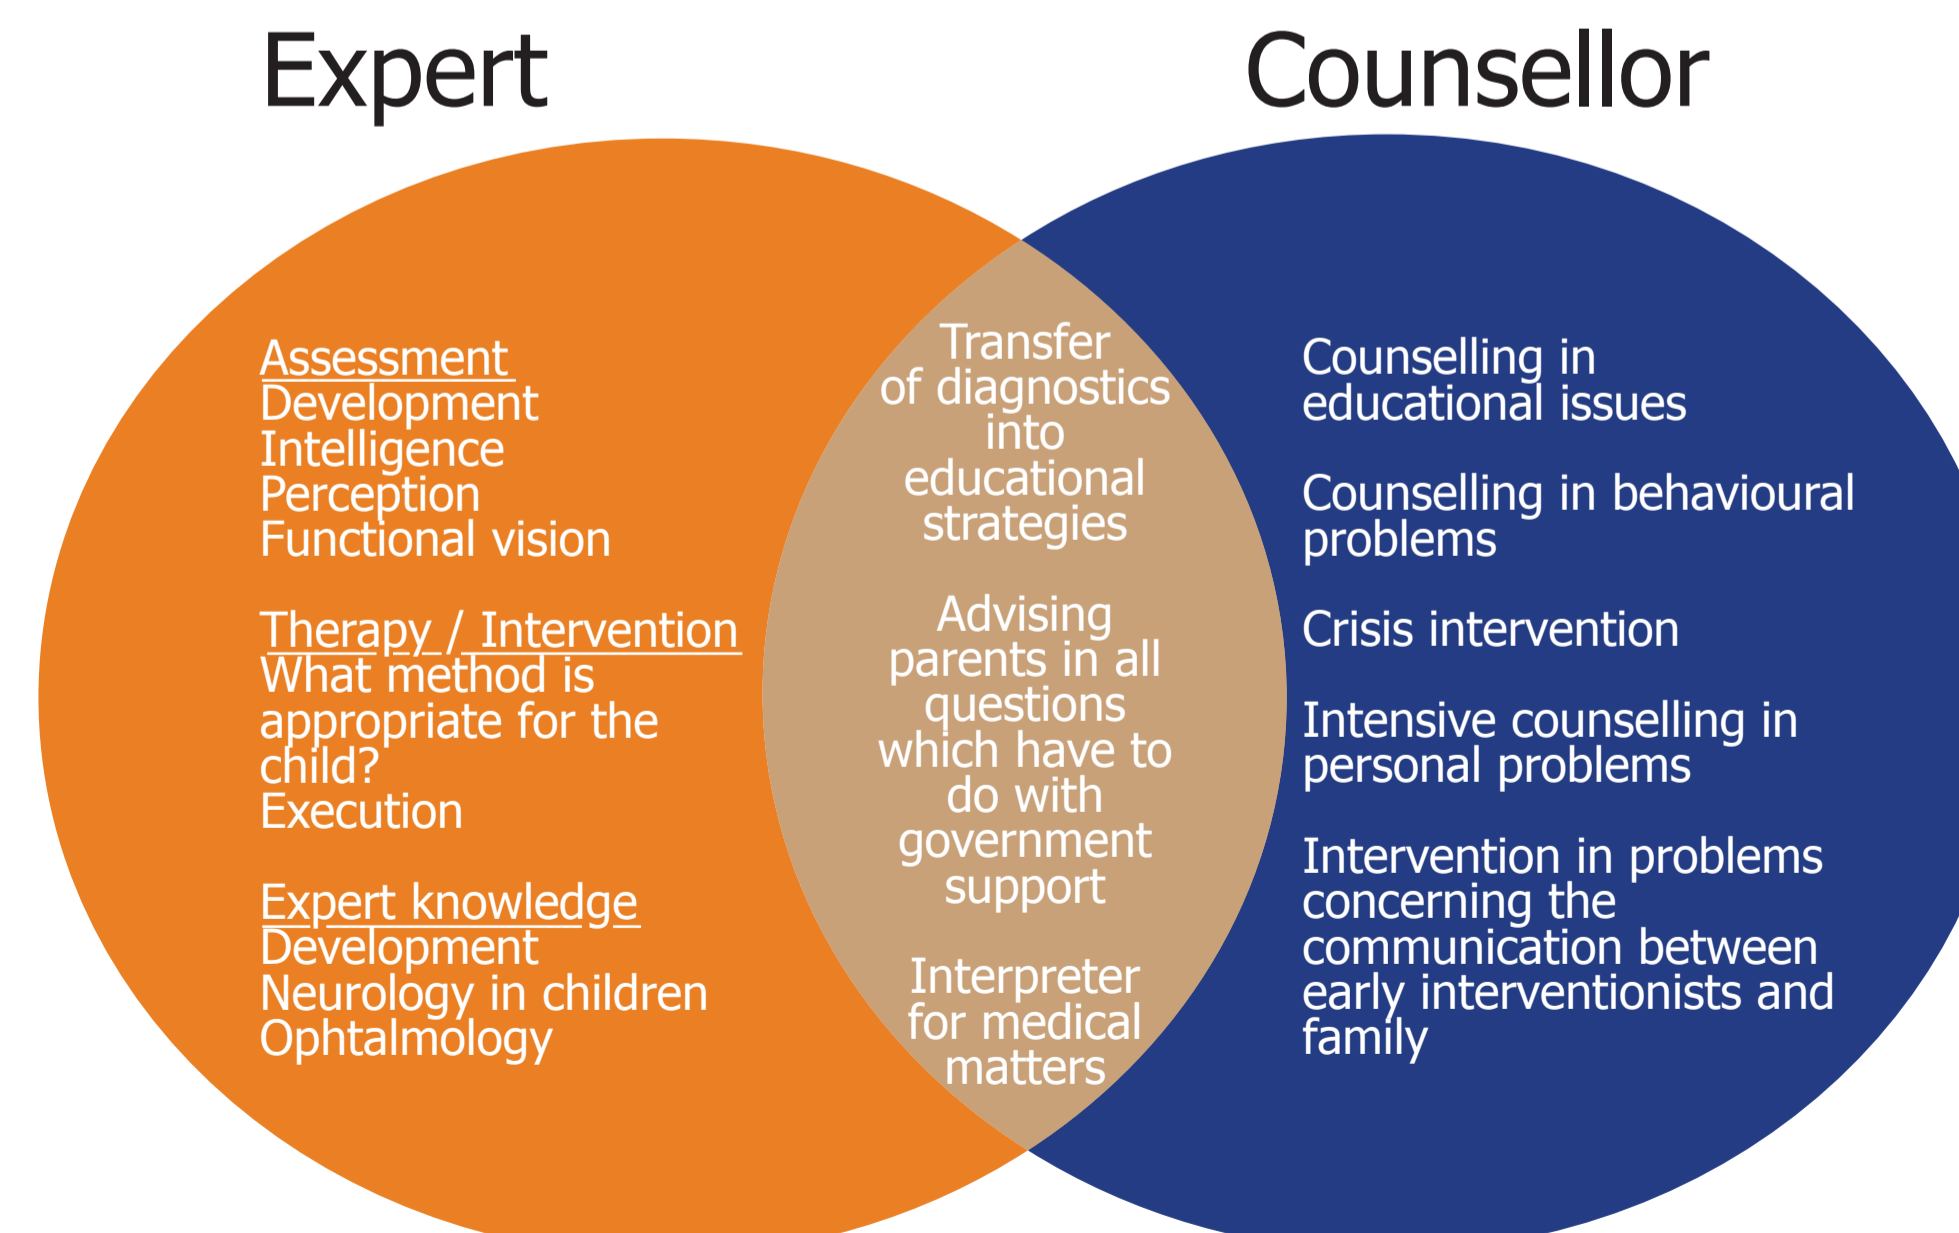 Expert
Counsellor
Assessment
Development
Intelligence
Perception
Functional vision
Therapy / Intervention
What method is
appropriate for the
child?
Execution
Expert knowledge
Development
Neurology in children
Ophtalmology
Transfer
of diagnostics
into
educational
strategies
Advising
parents in all
questions
which have to
do with
government
support
Interpreter
for medical
matters
Counselling in
educational issues
Counselling in behavioural
problems
Crisis intervention
Intensive counselling in
personal problems
Intervention in problems
concerning the
communication between
early interventionists and
family